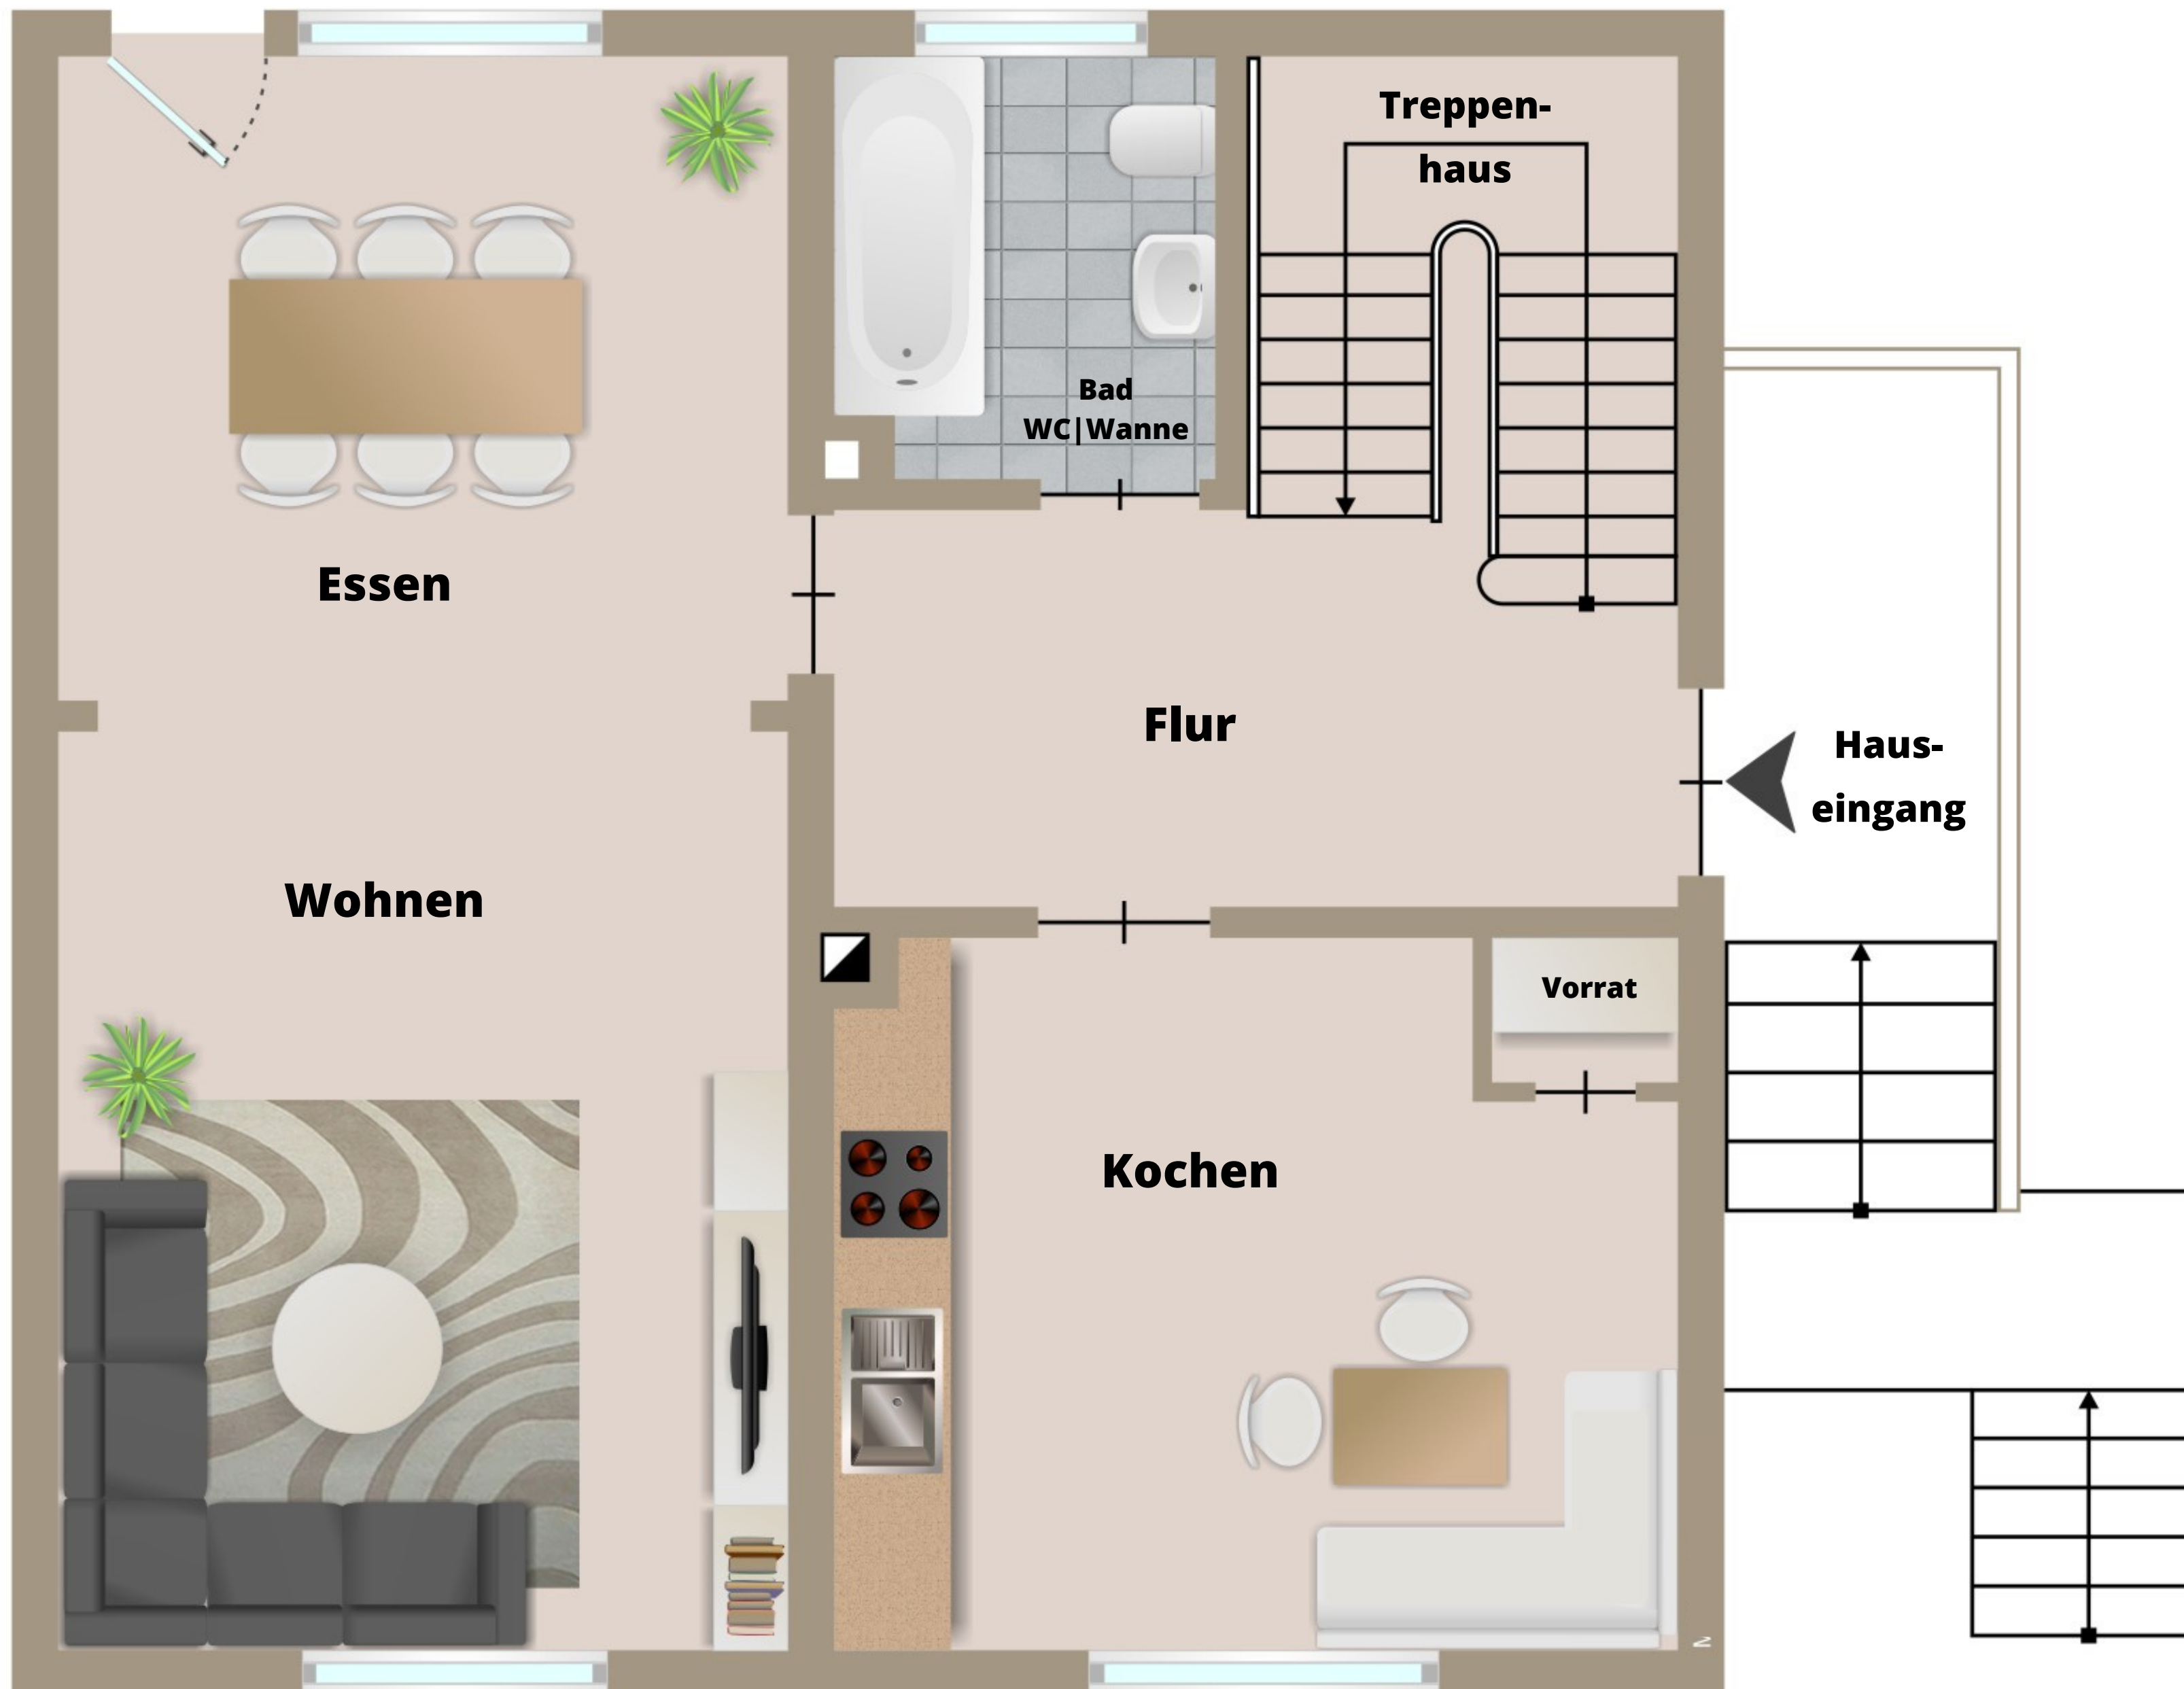 Treppen-
haus
Bad
WC|Wanne
Essen
Flur
Haus-
eingang
Wohnen
Vorrat
Kochen
N